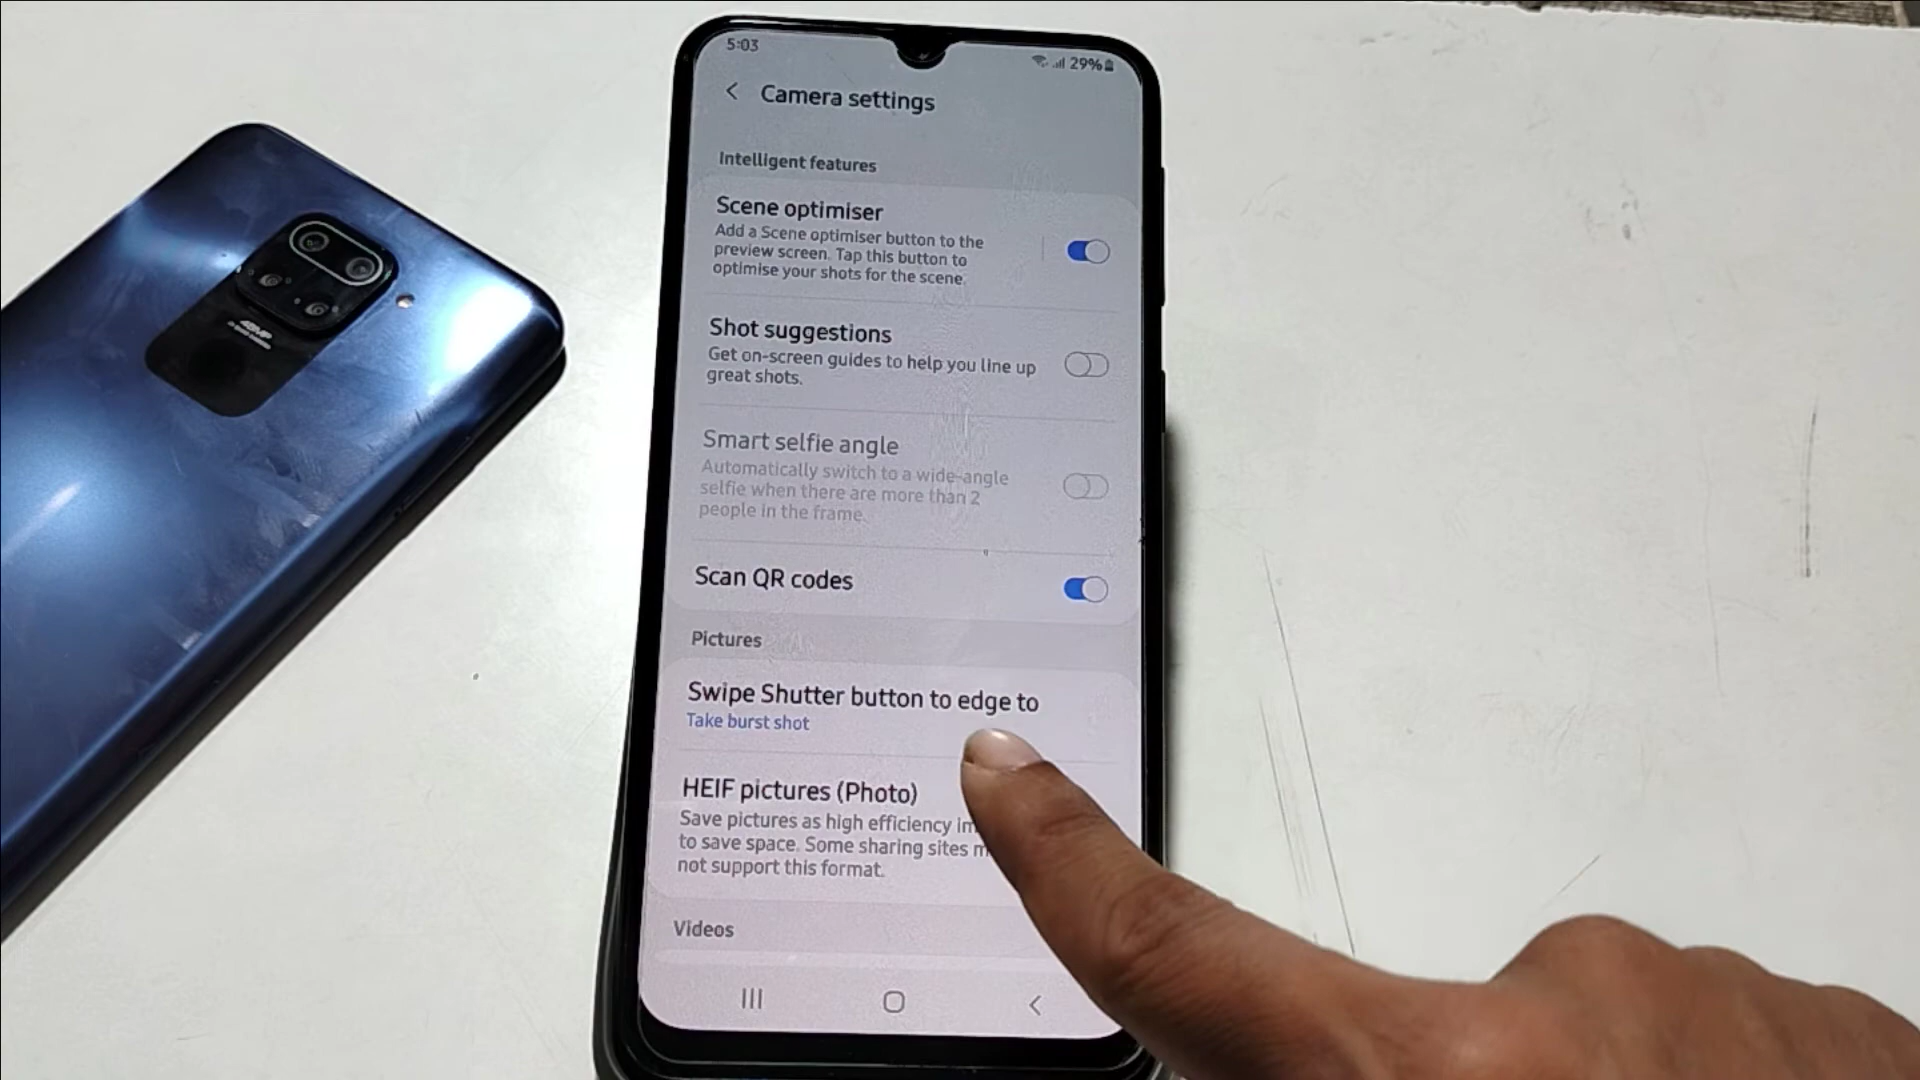 5:03
29%
Camera settings
Intelligent features
Scene optimiser
Add a Scene optimiser button to the
preview screen. Tap this button to
optimise your shots for the scene.
Shot suggestions
Get on-screen guides to help you line up
great shots.
Smart selfie angle
Automatically switch to a wide-angle
selfie when there are more than 2
people in the frame.
Scan QR codes
Pictures
Swipe Shutter button to edge to
Take burst shot
HEIF pictures (Photo)
Save pictures as high efficiency
to save space. Some sharing sites
not support this format.
Videos
48MP